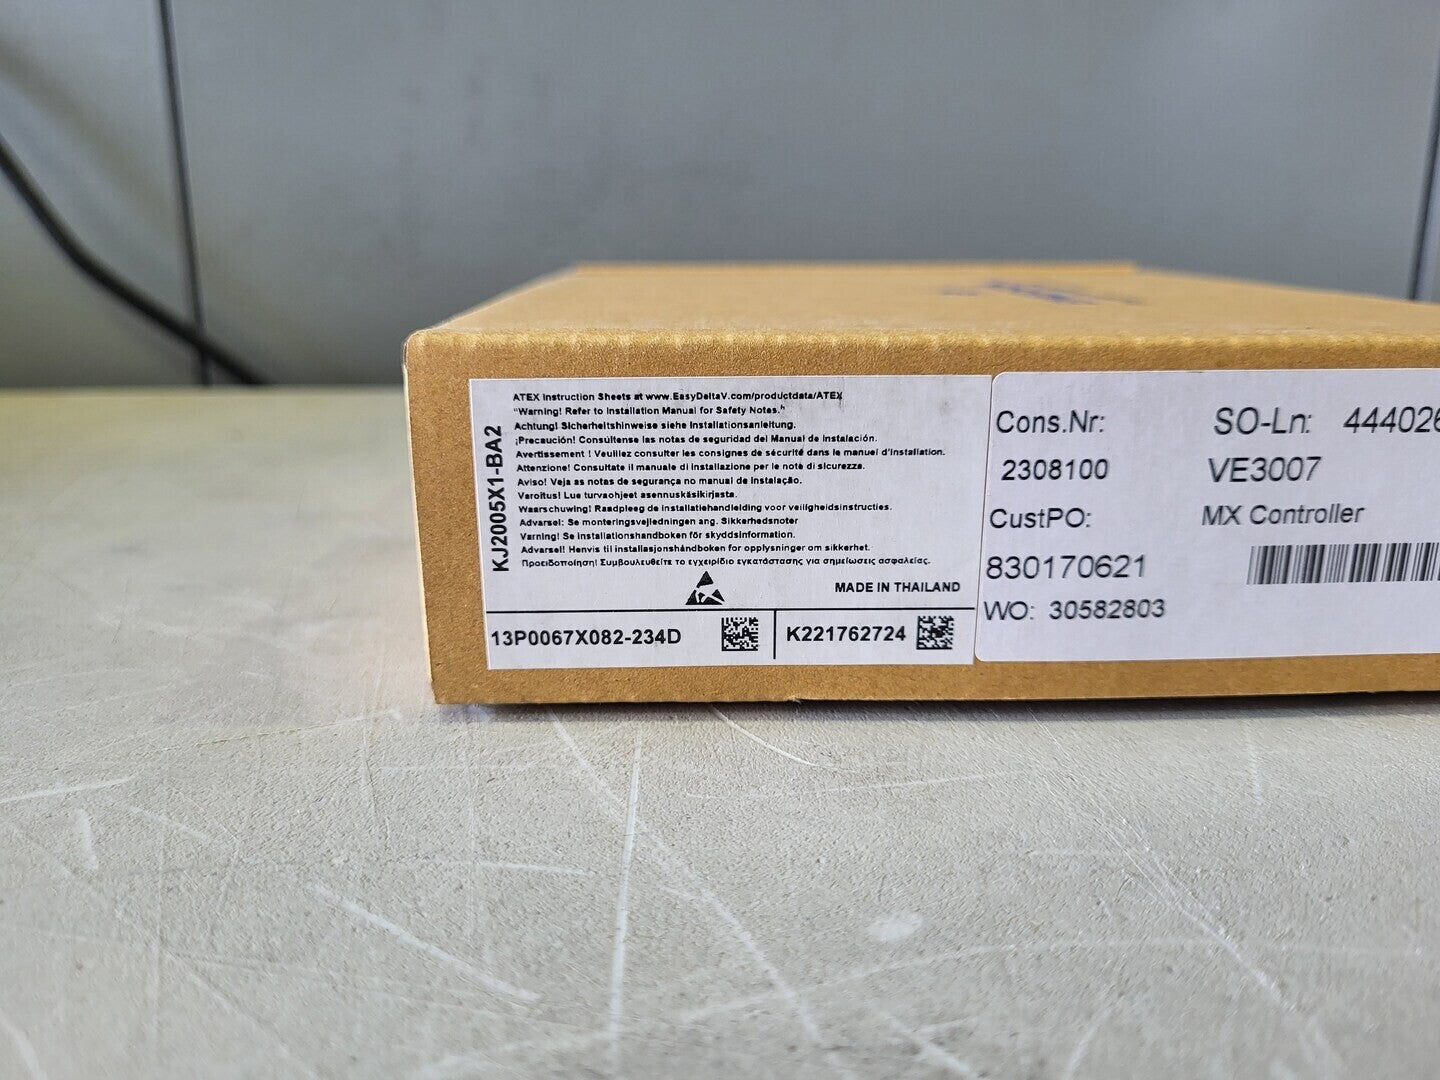 KJ2005X1-BA2
ATEX Instruction Sheets at www.EasyDeltaV.com/productdata/ATEX
"Warning! Refer to Installation Manual for Safety Notes."
Achtung! Sicherheitshinweise siehe Installationsanleitung.
¡Precaución! Consúltense las notas de seguridad del Manual de Instalación.
Avertissement ! Veuillez consulter les consignes de sécurité dans le manuel d'installation.
Attenzione! Consultate il manuale di installazione per le note di sicurezza.
Aviso! Veja as notas de segurança no manual de instalação.
Varoitus! Lue turvaohjeet asennuskäsikirjasta.
Waarschuwing! Raadpleeg de installatiehandleiding voor veiligheidsinstructies.
Advarsel: Se monteringsvejledningen ang. Sikkerhedsnoter
Varning! Se installationshandboken för skyddsinformation.
Advarsel! Henvis til installasjonshåndboken for opplysninger om sikkerhet.
Προειδοποίηση! Συμβουλευθείτε το εγχειρίδιο εγκατάστασης για σημειώσεις ασφαλείας.
MADE IN THAILAND
13P0067X082-234D
K221762724
Cons.Nr: SO-Ln: 444026
2308100 VE3007
CustPO: MX Controller
830170621
WO: 30582803